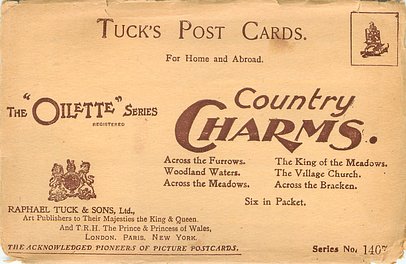 TUCK'S POST CARDS.
For Home and Abroad.
THE "OILETTE" SERIES
REGISTERED
Country
CHARMS.
Across the Furrows.
Woodland Waters.
Across the Meadows.
The King of the Meadows.
The Village Church.
Across the Bracken.
Six in Packet.
RAPHAEL TUCK & SONS, Ltd.,
Art Publishers to Their Majesties the King & Queen
And T.R.H. The Prince & Princess of Wales,
LONDON. PARIS. NEW YORK.
THE ACKNOWLEDGED PIONEERS OF PICTURE POSTCARDS.
Series No. 1407